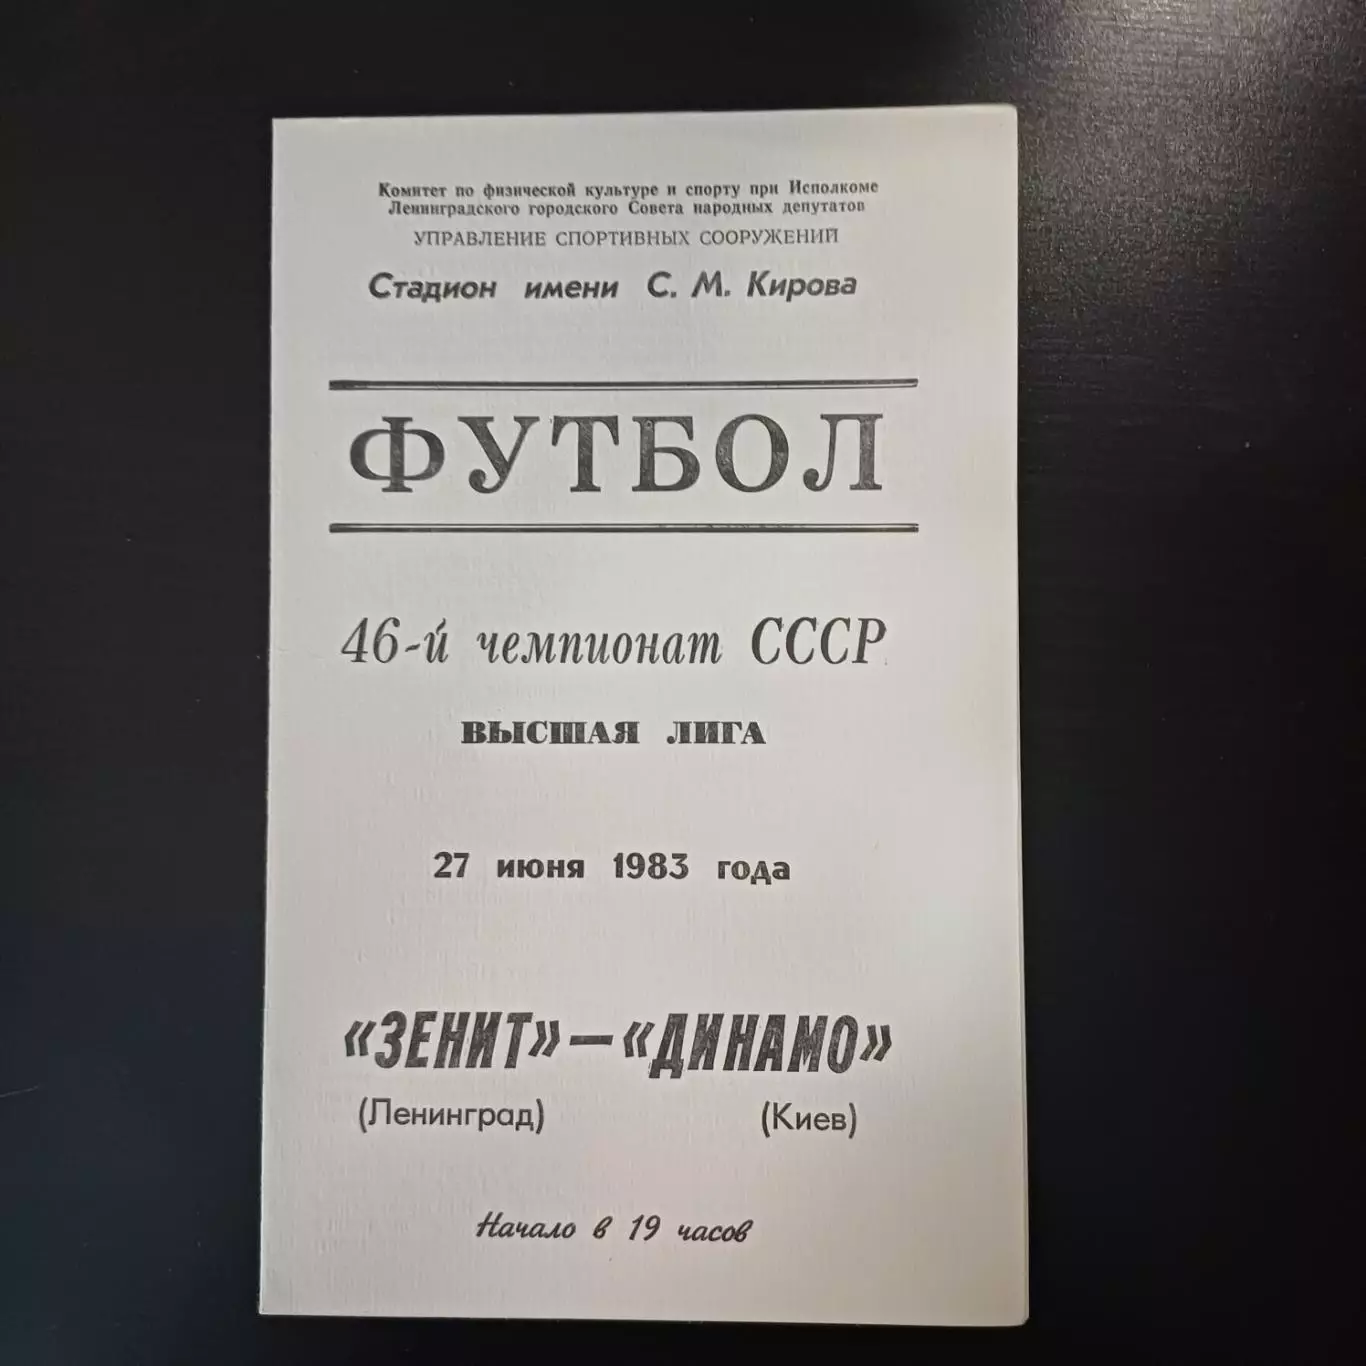 Комитет по физической культуре и спорту при Исполкоме
Ленинградского городского Совета народных депутатов
УПРАВЛЕНИЕ СПОРТИВНЫХ СООРУЖЕНИЙ
Стадион имени С. М. Кирова
ФУТБОЛ
46-й чемпионат СССР
ВЫСШАЯ ЛИГА
27 июня 1983 года
«ЗЕНИТ»—«ДИНАМО»
(Ленинград) (Киев)
Начало в 19 часов